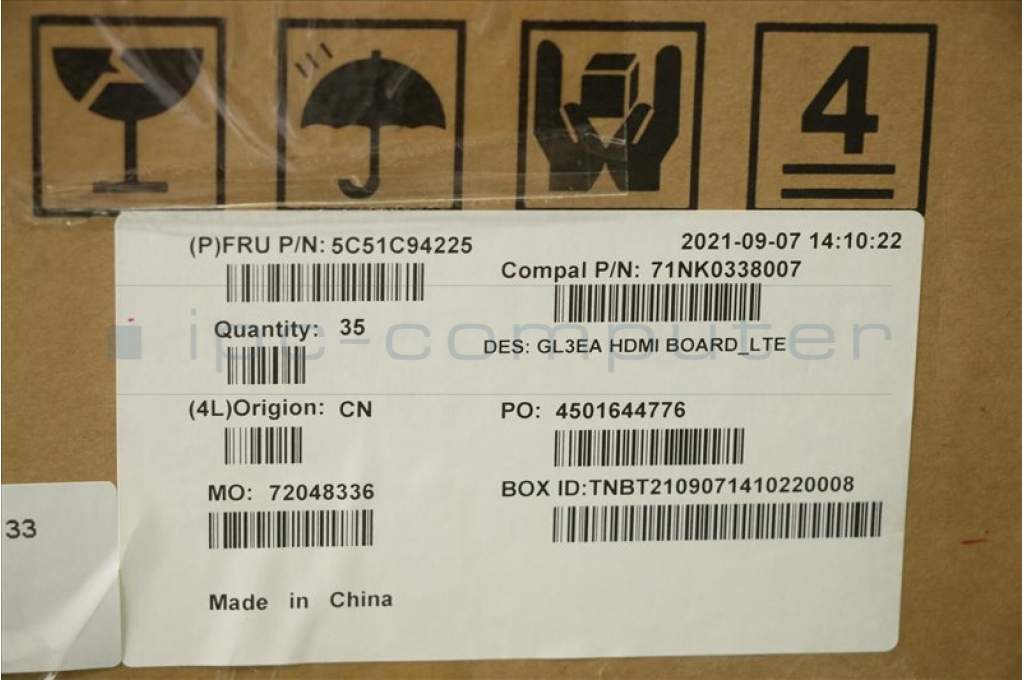 4
(P)FRU P/N: 5C51C94225
2021-09-07 14:10:22
Compal P/N: 71NK0338007
Quantity: 35
ipc-computer
DES: GL3EA HDMI BOARD_LTE
(4L)Origion: CN
PO: 4501644776
MO: 72048336
BOX ID:TNBT2109071410220008
33
Made in China